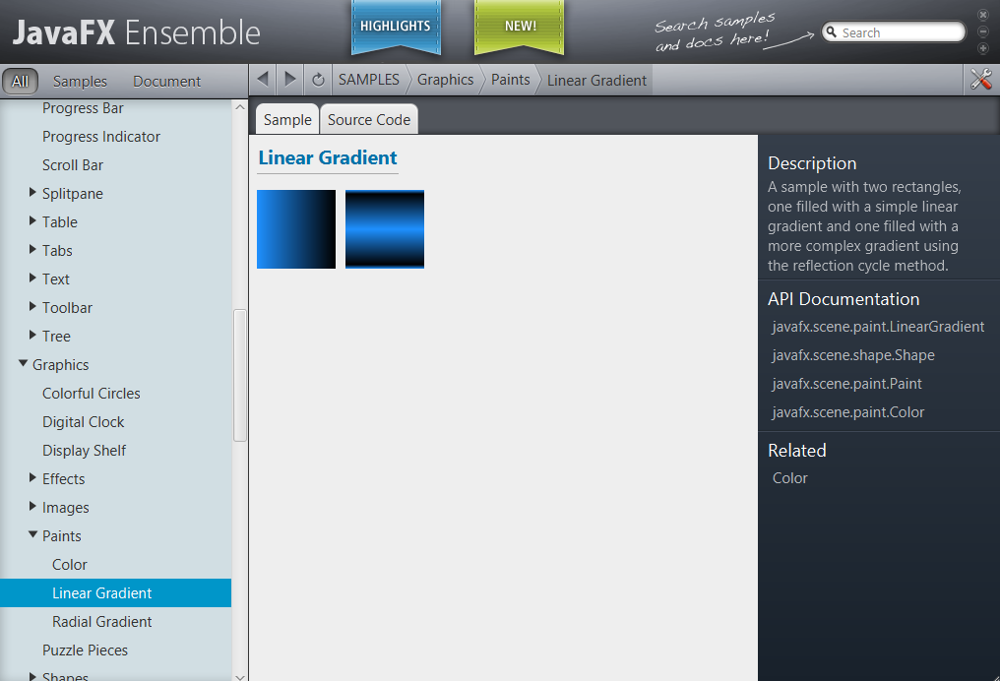 JavaFX Ensemble
HIGHLIGHTS
NEW!
Search samples
and docs here!
Search
All
Samples
Document
SAMPLES
Graphics
Paints
Linear Gradient
Progress Bar
Progress Indicator
Scroll Bar
Splitpane
Table
Tabs
Text
Toolbar
Tree
Graphics
Colorful Circles
Digital Clock
Display Shelf
Effects
Images
Paints
Color
Linear Gradient
Radial Gradient
Puzzle Pieces
Shapes
Sample
Source Code
Linear Gradient
Description
A sample with two rectangles,
one filled with a simple linear
gradient and one filled with a
more complex gradient using
the reflection cycle method.
API Documentation
javafx.scene.paint.LinearGradient
javafx.scene.shape.Shape
javafx.scene.paint.Paint
javafx.scene.paint.Color
Related
Color